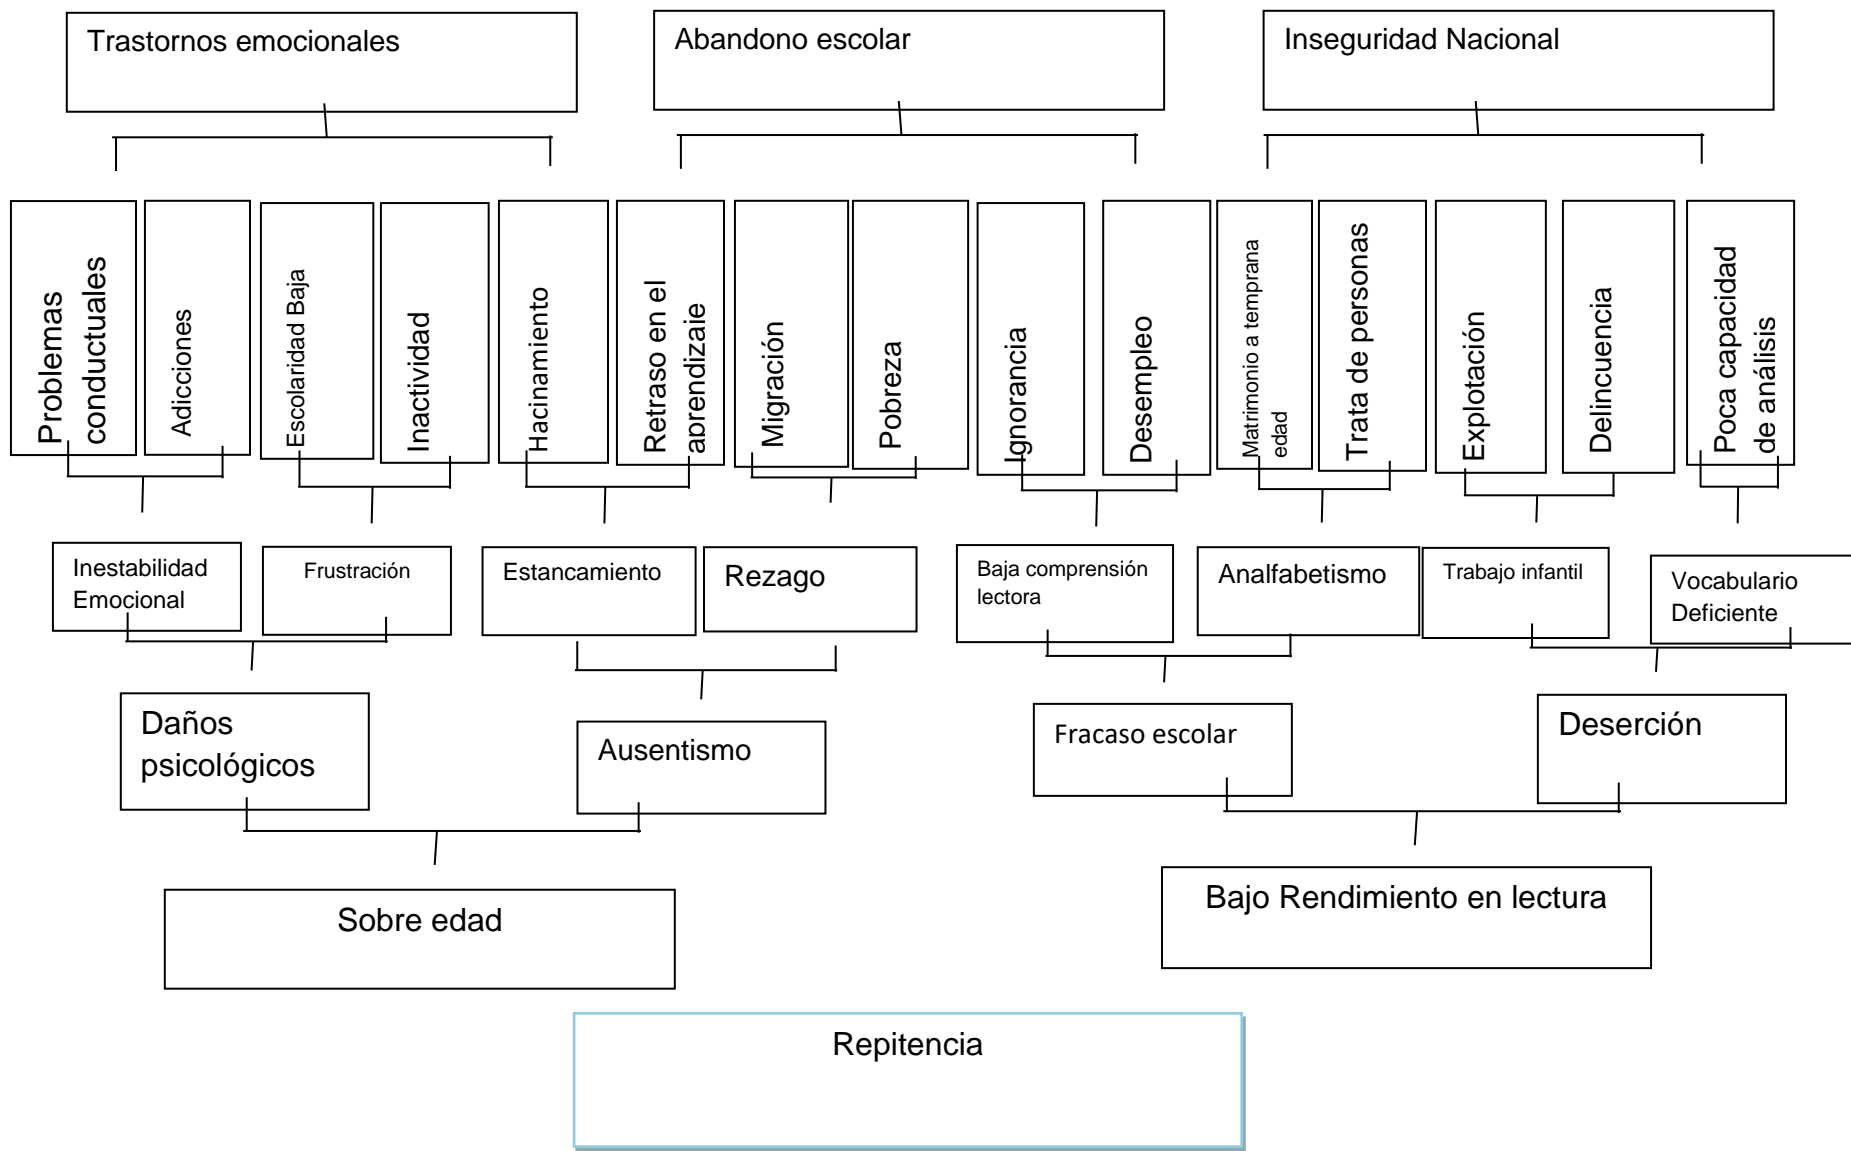 Trastornos emocionales
Abandono escolar
Inseguridad Nacional
Problemas
conductuales
Adicciones
Escolaridad Baja
Inactividad
Hacinamiento
Retraso en el
aprendizaje
Migración
Pobreza
Ignorancia
Desempleo
Matrimonio a temprana
edad
Trata de personas
Explotación
Delincuencia
Poca capacidad
de análisis
Inestabilidad
Emocional
Frustración
Estancamiento
Rezago
Baja comprensión
lectora
Analfabetismo
Trabajo infantil
Vocabulario
Deficiente
Daños
psicológicos
Ausentismo
Fracaso escolar
Deserción
Sobre edad
Bajo Rendimiento en lectura
Repitencia